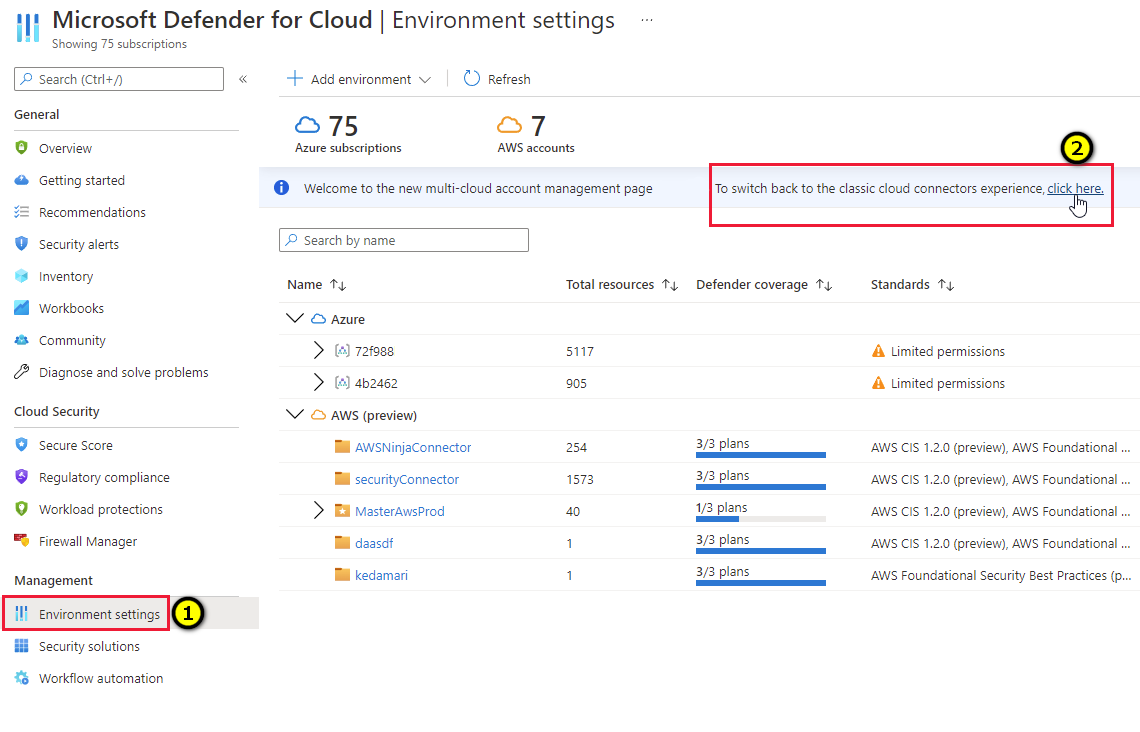 Microsoft Defender for Cloud | Environment settings ...
Showing 75 subscriptions
Search (Ctrl+/) «
General
Overview
Getting started
Recommendations
Security alerts
Inventory
Workbooks
Community
Diagnose and solve problems
Cloud Security
Secure Score
Regulatory compliance
Workload protections
Firewall Manager
Management
Environment settings 1
Security solutions
Workflow automation
Add environment Refresh
75 7
Azure subscriptions AWS accounts
2
Welcome to the new multi-cloud account management page To switch back to the classic cloud connectors experience, click here.
Search by name
Name ↑↓ Total resources ↑↓ Defender coverage ↑↓ Standards ↑↓
Azure
72f988 5117 Limited permissions
4b2462 905 Limited permissions
AWS (preview)
AWSNinjaConnector 254 3/3 plans AWS CIS 1.2.0 (preview), AWS Foundational ...
securityConnector 1573 3/3 plans AWS CIS 1.2.0 (preview), AWS Foundational ...
MasterAwsProd 40 1/3 plans AWS CIS 1.2.0 (preview), AWS Foundational ...
daasdf 1 3/3 plans AWS CIS 1.2.0 (preview), AWS Foundational ...
kedamari 1 3/3 plans AWS Foundational Security Best Practices (p...